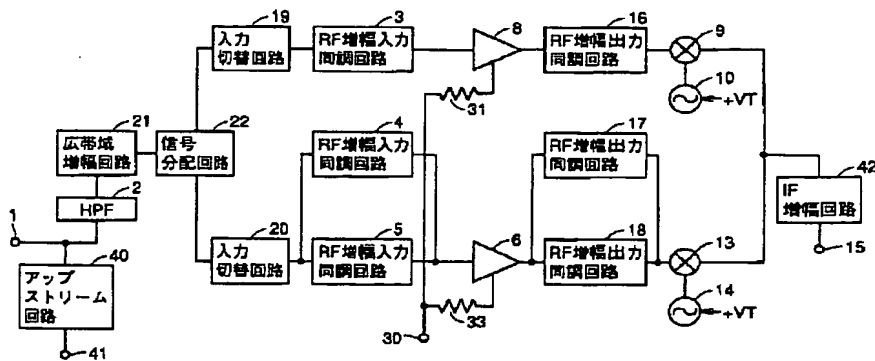 19
入力
切替回路
3
RF増幅入力
同調回路
8
16
RF増幅出力
同調回路
9
10
+VT
31
21
広帯域
増幅回路
22
信号
分配回路
4
RF増幅入力
同調回路
17
RF増幅出力
同調回路
42
IF
増幅回路
15
2
HPF
1
20
入力
切替回路
5
RF増幅入力
同調回路
6
18
RF増幅出力
同調回路
13
14
+VT
33
30
40
アップ
ストリーム
回路
41